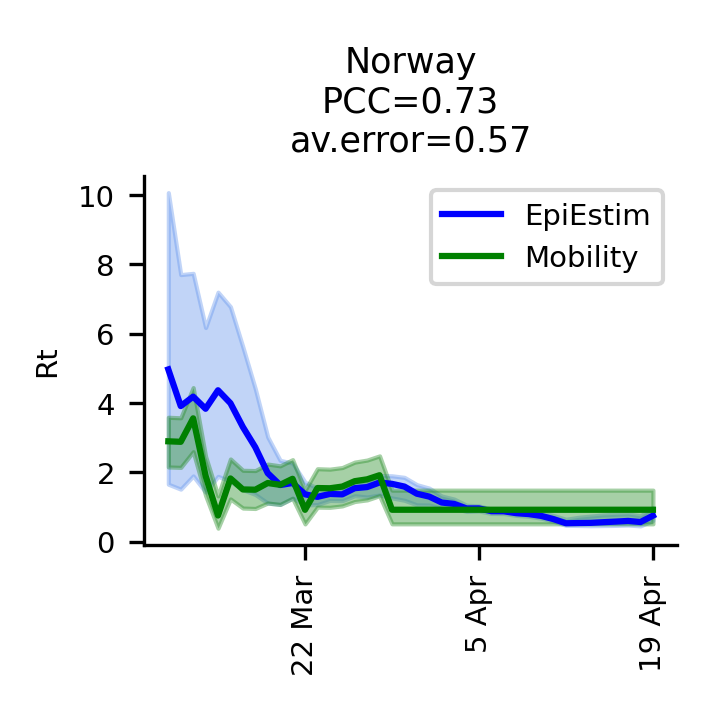 Norway
PCC=0.73
av.error=0.57
EpiEstim
Mobility
Rt
10
8
6
4
2
0
22 Mar
5 Apr
19 Apr